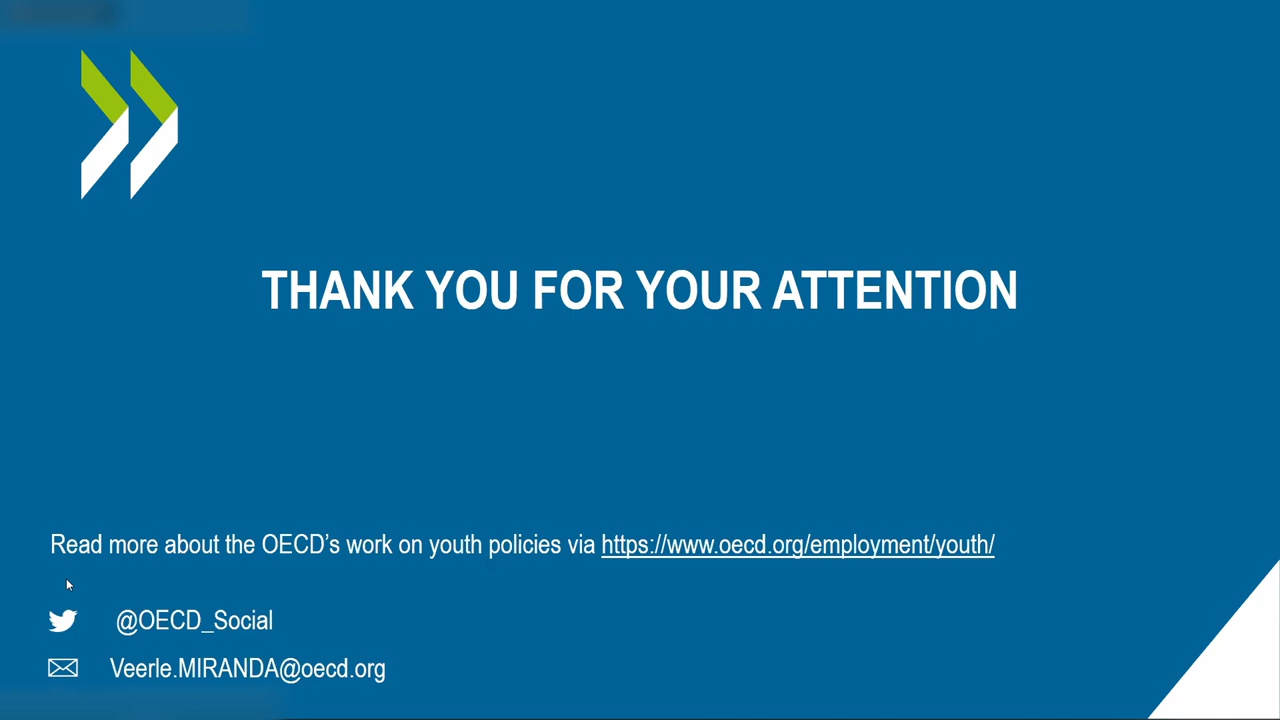 THANK YOU FOR YOUR ATTENTION
Read more about the OECD’s work on youth policies via https://www.oecd.org/employment/youth/
@OECD_Social
Veerle.MIRANDA@oecd.org